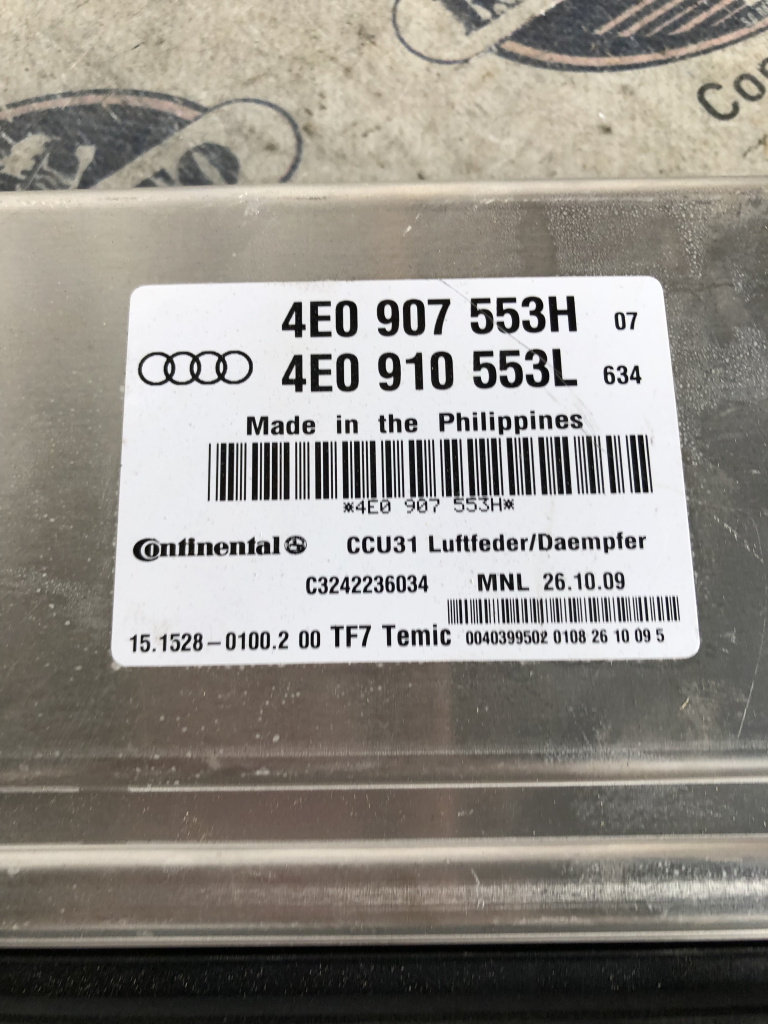 Co
4E0 907 553H 07
4E0 910 553L 634
Made in the Philippines
*4E0 907 553H*
Continental CCU31 Luftfeder/Daempfer
C3242236034 MNL 26.10.09
15.1528-0100.2 00 TF7 Temic 0040399502 0108 26 10 09 5